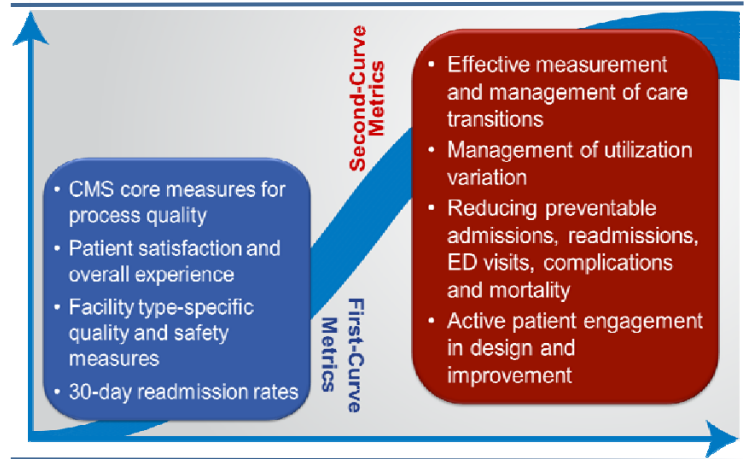 • CMS core measures for
process quality
• Patient satisfaction and
overall experience
• Facility type-specific
quality and safety
measures
• 30-day readmission rates
First-Curve
Metrics
Second-Curve
Metrics
• Effective measurement
and management of care
transitions
• Management of utilization
variation
• Reducing preventable
admissions, readmissions,
ED visits, complications
and mortality
• Active patient engagement
in design and
improvement